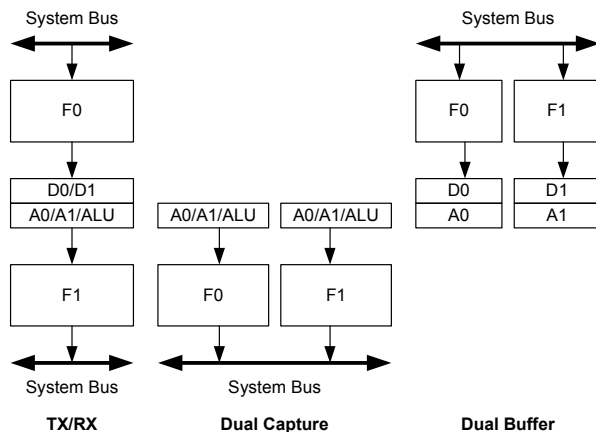 System Bus
F0
D0/D1
A0/A1/ALU
F1
System Bus
TX/RX
A0/A1/ALU
A0/A1/ALU
F0
F1
System Bus
Dual Capture
System Bus
F0
F1
D0
D1
A0
A1
Dual Buffer